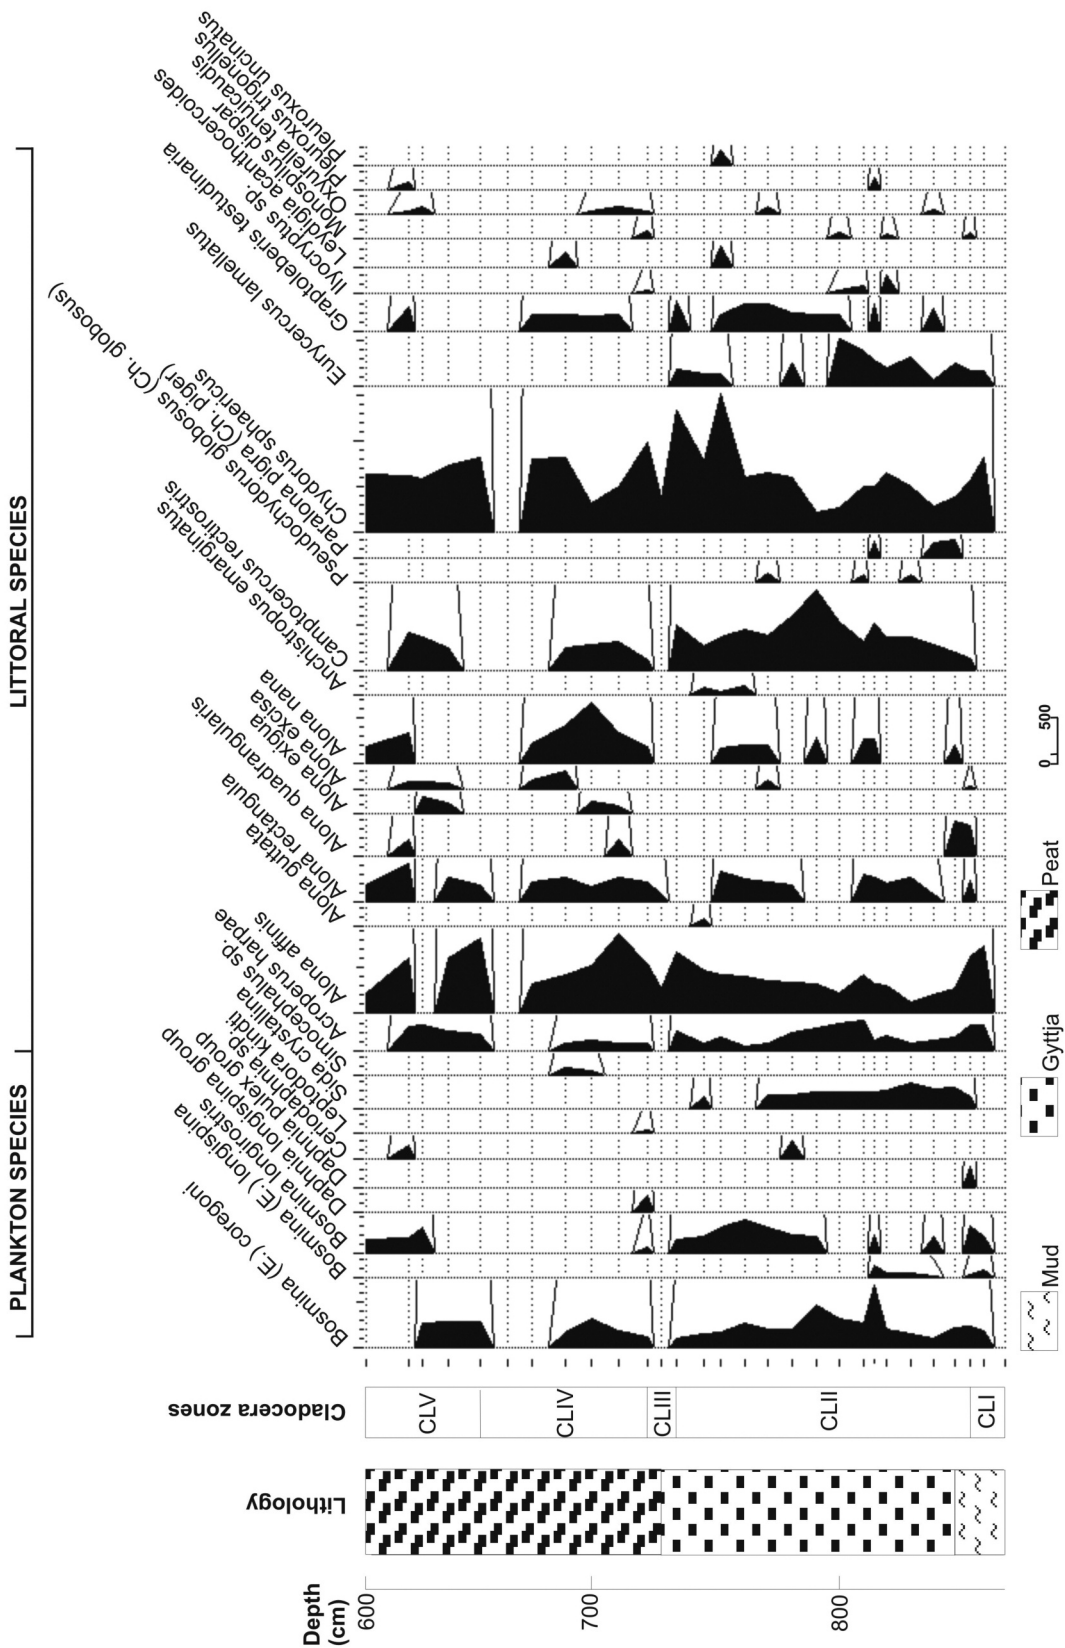 PLANKTON SPECIES
LITTORAL SPECIES
Depth
(cm)
Lithology
Cladocera zones
Bosmina (E.) coregoni
Bosmina (E.) longispina
Bosmina longirostris
Daphnia longispina group
Daphnia pulex group
Ceriodaphnia sp.
Leptodora kindti
Sida crystallina
Simocephalus sp.
Acroperus harpae
Alona affinis
Alona guttata
Alona rectangula
Alona quadrangularis
Alona exigua
Alona excisa
Alona nana
Anchistropus emarginatus
Camptocercus rectirostris
Pseudochydorus globosus (Ch. globosus)
Paralona pigra (Ch. piger)
Chydorus sphaericus
Eurycercus lamellatus
Graptoleberis testudinaria
Ilyocryptus sp.
Leydigia acanthocercoides
Monospilus dispar
Oxyurella tenuicaudis
Pleuroxus trigonellus
Pleuroxus uncinatus
600
700
800
CLV
CLIV
CLIII
CLII
CLI
Mud
Gyttja
Peat
0 500